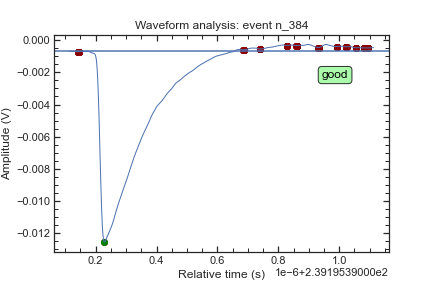 Waveform analysis: event n_384
0.000
−0.002
−0.004
−0.006
−0.008
−0.010
−0.012
Amplitude (V)
good
0.2
0.4
0.6
0.8
1.0
Relative time (s)
1e−6+2.3919539000e2